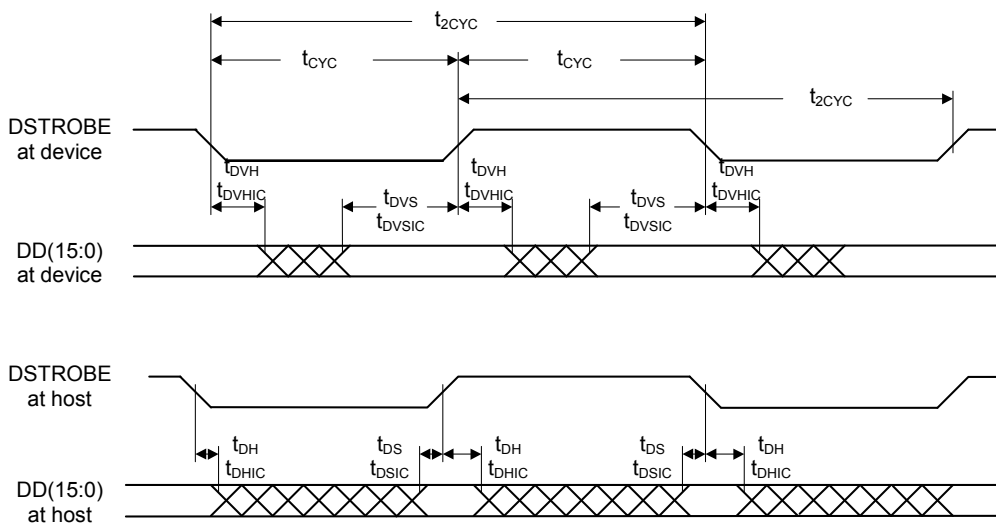 t2CYC
tCYC tCYC
t2CYC
DSTROBE
at device
tDVH tDVH tDVH
tDVHIC tDVS tDVHIC tDVS tDVHIC
tDVSIC tDVSIC
DD(15:0)
at device
DSTROBE
at host
tDH tDS tDH tDS tDH
tDHIC tDSIC tDHIC tDSIC tDHIC
DD(15:0)
at host